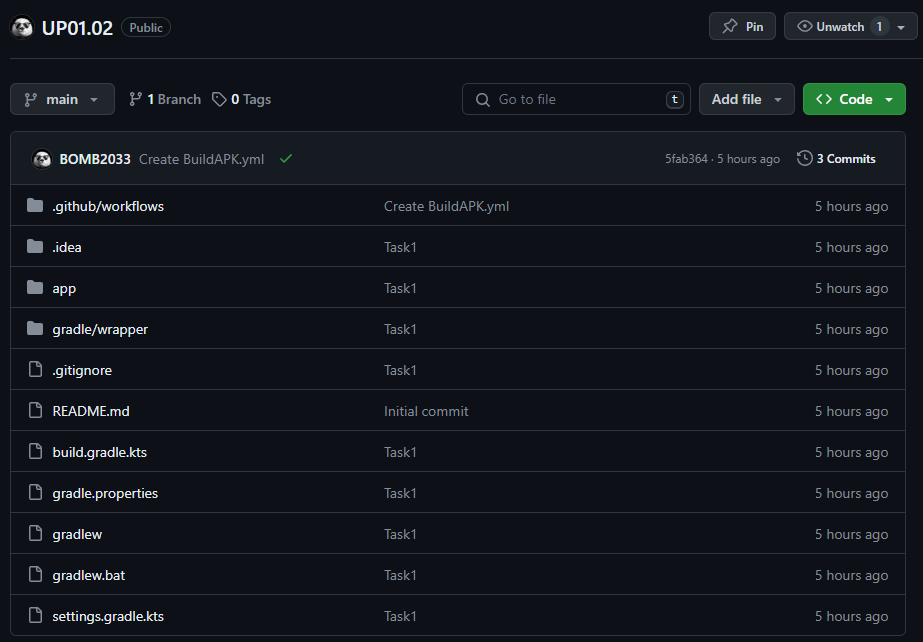 UP01.02 Public Pin Unwatch 1
main 1 Branch 0 Tags Go to file t Add file Code
BOMB2033 Create BuildAPK.yml 5fab364 · 5 hours ago 3 Commits
.github/workflows Create BuildAPK.yml 5 hours ago
.idea Task1 5 hours ago
app Task1 5 hours ago
gradle/wrapper Task1 5 hours ago
.gitignore Task1 5 hours ago
README.md Initial commit 5 hours ago
build.gradle.kts Task1 5 hours ago
gradle.properties Task1 5 hours ago
gradlew Task1 5 hours ago
gradlew.bat Task1 5 hours ago
settings.gradle.kts Task1 5 hours ago